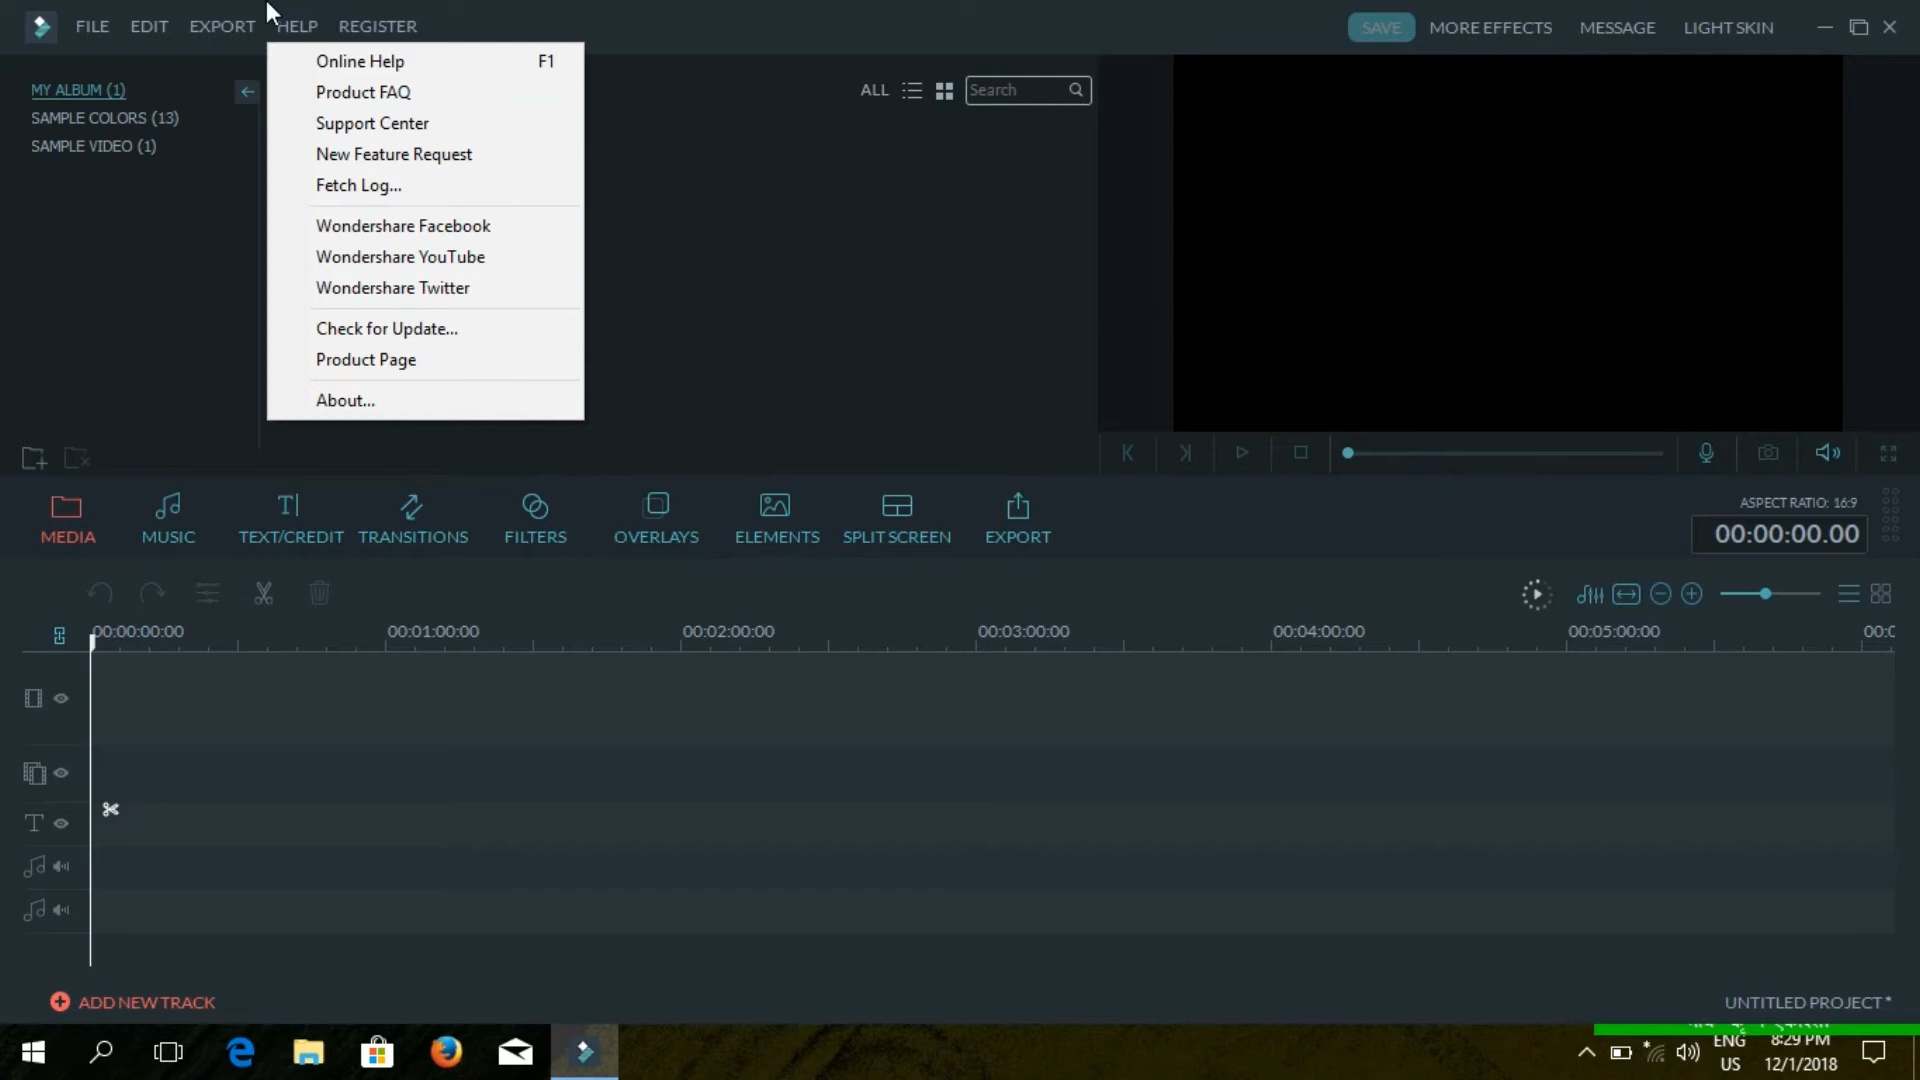 FILE EDIT EXPORT HELP REGISTER
SAVE MORE EFFECTS MESSAGE LIGHT SKIN
MY ALBUM (1)
SAMPLE COLORS (13)
SAMPLE VIDEO (1)
Online Help F1
Product FAQ
Support Center
New Feature Request
Fetch Log...
Wondershare Facebook
Wondershare YouTube
Wondershare Twitter
Check for Update...
Product Page
About...
ALL Search
MEDIA MUSIC TEXT/CREDIT TRANSITIONS FILTERS OVERLAYS ELEMENTS SPLIT SCREEN EXPORT
ASPECT RATIO: 16:9
00:00:00.00
00:00:00:00 00:01:00:00 00:02:00:00 00:03:00:00 00:04:00:00 00:05:00:00
ADD NEW TRACK
UNTITLED PROJECT *
ENG
US
8:29 PM
12/1/2018